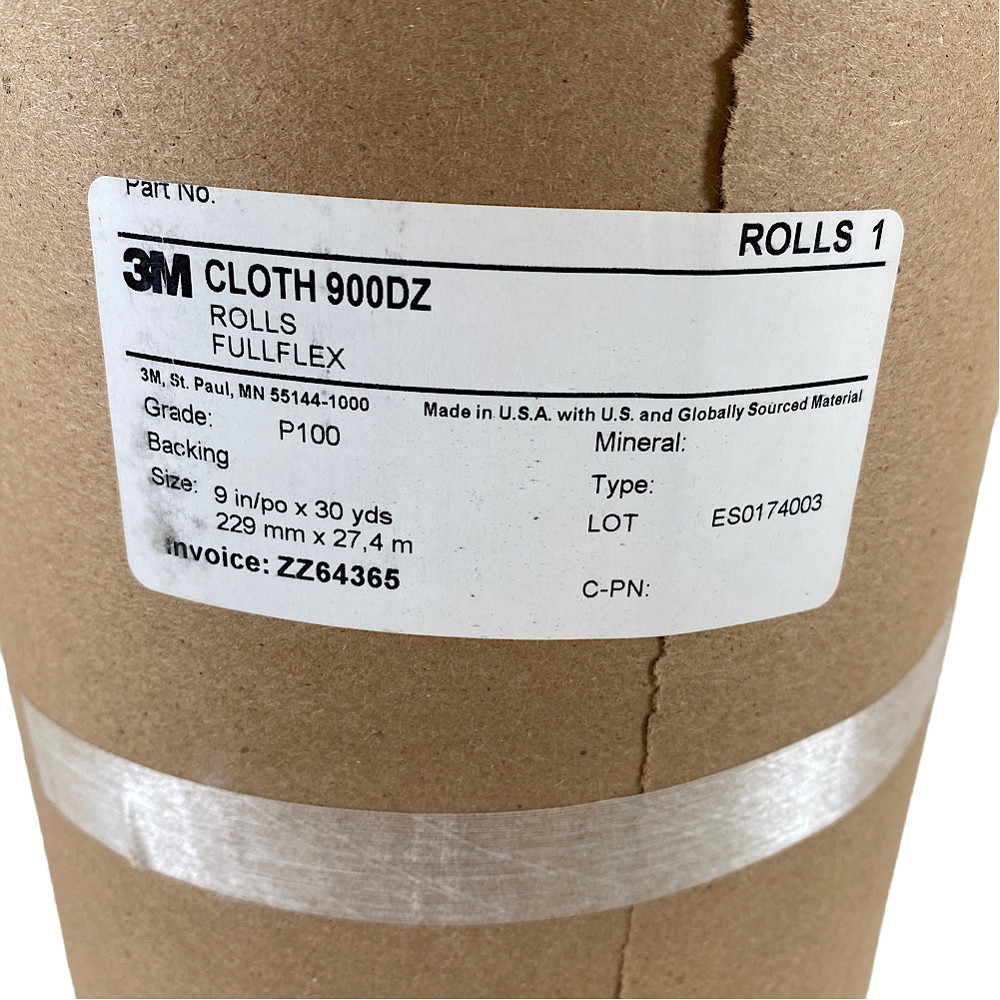 Part No.
ROLLS 1
3M CLOTH 900DZ
ROLLS
FULLFLEX
3M, St. Paul, MN 55144-1000
Made in U.S.A. with U.S. and Globally Sourced Material
Grade: P100
Mineral:
Backing
Type:
Size: 9 in/po x 30 yds
229 mm x 27,4 m
LOT ES0174003
Invoice: ZZ64365
C-PN: